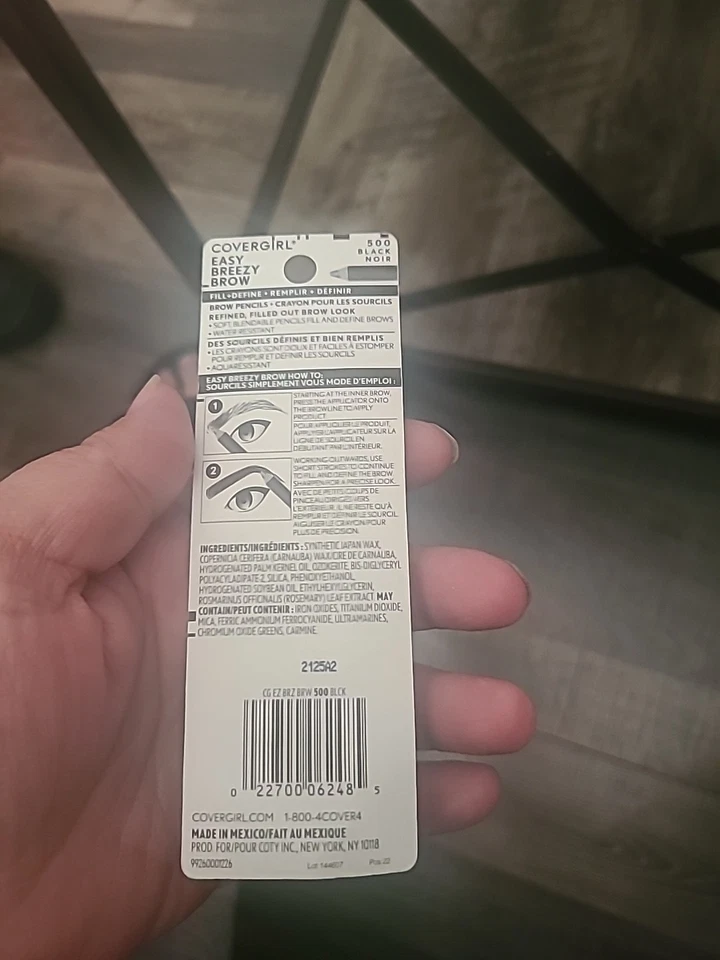 COVERGIRL®
EASY
BREEZY
BROW
500
BLACK
NOIR
FILL • DEFINE • REMPLIR • DÉFINIR
BROW PENCILS • CRAYON POUR LES SOURCILS
REFINED, FILLED OUT BROW LOOK
• SOFT, BLENDABLE PENCILS FILL AND DEFINE BROWS
• WATER RESISTANT
DES SOURCILS DÉFINIS ET BIEN REMPLIS
• LES CRAYONS SONT DOUX ET FACILES À ESTOMPER
POUR REMPLIR ET DÉFINIR LES SOURCILS
• AQUARESISTANT
EASY BREEZY BROW HOW TO:
SOURCILS SIMPLEMENT VOUS MODE D'EMPLOI :
1
STARTING AT THE INNER BROW,
PRESS THE APPLICATOR ONTO
THE BROWLINE TO APPLY
PRODUCT.
POUR APPLIQUER LE PRODUIT,
APPLIQUER L'APPLICATEUR SUR LA
LIGNE DE SOURCIL EN
DÉBUTANT PAR L'INTÉRIEUR.
2
WORKING OUTWARDS, USE
SHORT STROKES TO CONTINUE
TO FILL AND DEFINE THE BROW
SHARPEN FOR A PRECISE LOOK.
AVEC DE PETITS COUPS DE
PINCEAU DIRIGÉS VERS
L'EXTÉRIEUR, IL NE RESTE QU'À
REMPLIR ET DÉFINIR LE SOURCIL.
AIGUISER LE CRAYON POUR
PLUS DE PRÉCISION.
INGREDIENTS/INGRÉDIENTS : SYNTHETIC JAPAN WAX,
COPERNICIA CERIFERA (CARNAUBA) WAX/CIRE DE CARNAUBA,
HYDROGENATED PALM KERNEL OIL, OZOKERITE, BIS-DIGLYCERYL
POLYACYLADIPATE-2, SILICA, PHENOXYETHANOL,
HYDROGENATED SOYBEAN OIL, ETHYLHEXYLGLYCERIN,
ROSMARINUS OFFICINALIS (ROSEMARY) LEAF EXTRACT. MAY
CONTAIN/PEUT CONTENIR : IRON OXIDES, TITANIUM DIOXIDE,
MICA, FERRIC AMMONIUM FERROCYANIDE, ULTRAMARINES,
CHROMIUM OXIDE GREENS, CARMINE.
2125A2
CG EZ BRZ BRW 500 BLCK
0 22700 06248 5
COVERGIRL.COM 1-800-4COVER4
MADE IN MEXICO/FAIT AU MEXIQUE
PROD. FOR/POUR COTY INC., NEW YORK, NY 10118
99260001226
Lot 144607
Pos 22